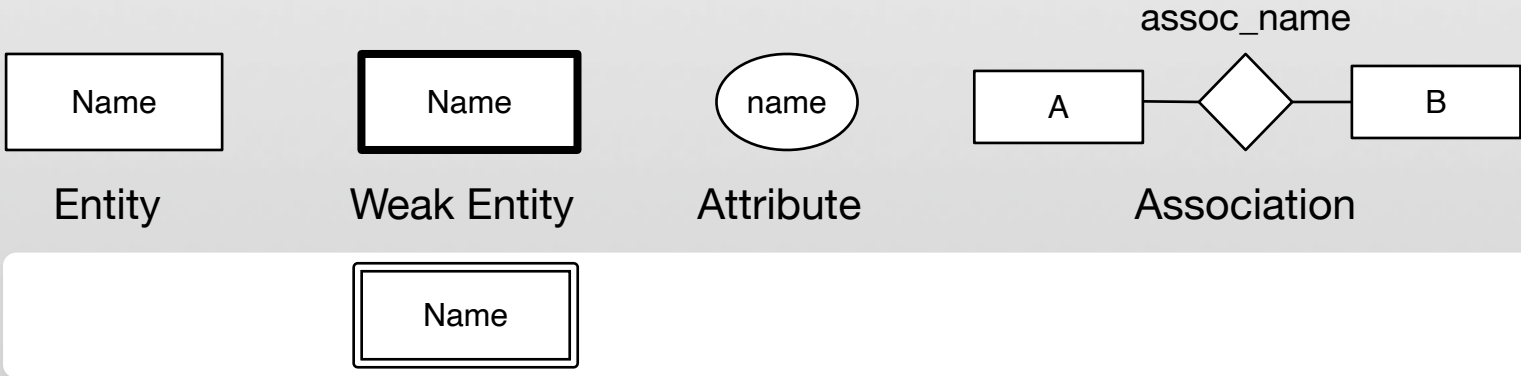 assoc_name
Name
Name
name
A
B
Entity
Weak Entity
Attribute
Association
Name